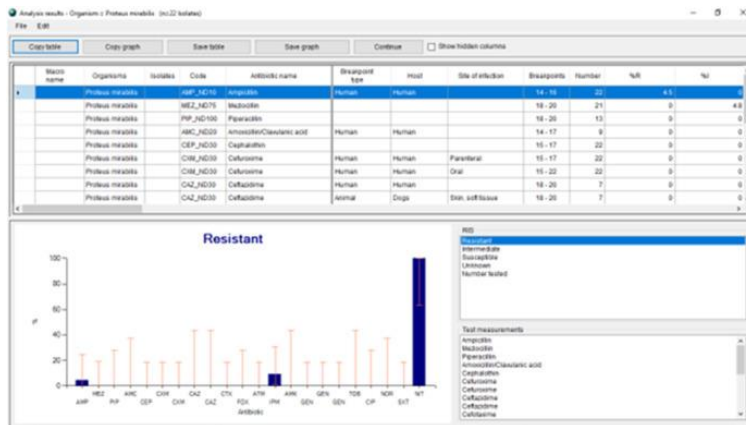 Analysis results - Organism = Proteus mirabilis (n=22 Isolates)
File Edit
Copy table Copy graph Save table Save graph Continue Show hidden columns
Macro name Organisms Isolates Code Antibiotic name Breakpoint type Host Site of infection Breakpoints Number %R %I
Proteus mirabilis AMP_ND10 Ampicillin Human Human 14 - 16 22 4.5 0
Proteus mirabilis MEZ_ND75 Mezlocillin Human Human 18 - 20 21 0 4.8
Proteus mirabilis PIP_ND100 Piperacillin Human Human 18 - 20 13 0 0
Proteus mirabilis AMC_ND20 Amoxicillin/Clavulanic acid Human Human 14 - 17 8 0 0
Proteus mirabilis CEP_ND30 Cephalothin 15 - 17 22 0 0
Proteus mirabilis CXM_ND30 Cefuroxime Human Human Parenteral 15 - 17 22 0 0
Proteus mirabilis CXM_ND30 Cefuroxime Human Human Oral 15 - 22 22 0 0
Proteus mirabilis CAZ_ND30 Ceftazidime Human Human 18 - 20 7 0 0
Proteus mirabilis CAZ_ND30 Ceftazidime Animal Dogs Skin, soft tissue 18 - 20 7 0 0
Resistant
100
80
60
40
20
0
%
AMP MEZ PIP AMC CEP CXM CXM CAZ CAZ CTX FOX ATM IPM AMK GEN GEN GEN TOB CIP NOR SXT NIT
Antibiotic
RIS
Resistant
Intermediate
Susceptible
Unknown
Number tested
Test measurements
Ampicillin
Mezlocillin
Piperacillin
Amoxicillin/Clavulanic acid
Cephalothin
Cefuroxime
Cefuroxime
Ceftazidime
Ceftazidime
Cefotaxime